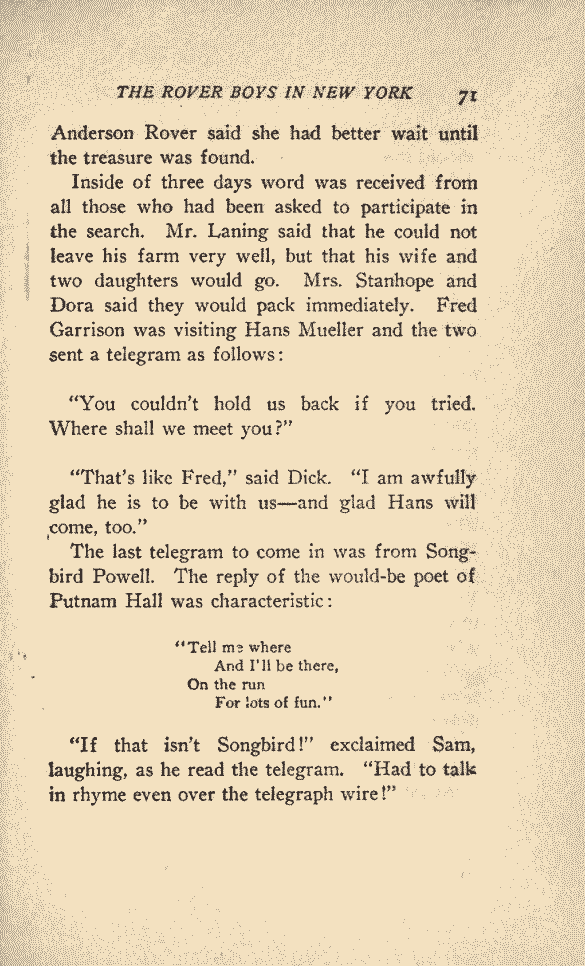 THE ROVER BOYS IN NEW YORK 71
Anderson Rover said she had better wait until
the treasure was found.
Inside of three days word was received from
all those who had been asked to participate in
the search. Mr. Laning said that he could not
leave his farm very well, but that his wife and
two daughters would go. Mrs. Stanhope and
Dora said they would pack immediately. Fred
Garrison was visiting Hans Mueller and the two
sent a telegram as follows:
"You couldn't hold us back if you tried.
Where shall we meet you?"
"That's like Fred," said Dick. "I am awfully
glad he is to be with us—and glad Hans will
come, too."
The last telegram to come in was from Song-
bird Powell. The reply of the would-be poet of
Putnam Hall was characteristic:
"Tell me where
And I'll be there,
On the run
For lots of fun."
"If that isn't Songbird!" exclaimed Sam,
laughing, as he read the telegram. "Had to talk
in rhyme even over the telegraph wire!"